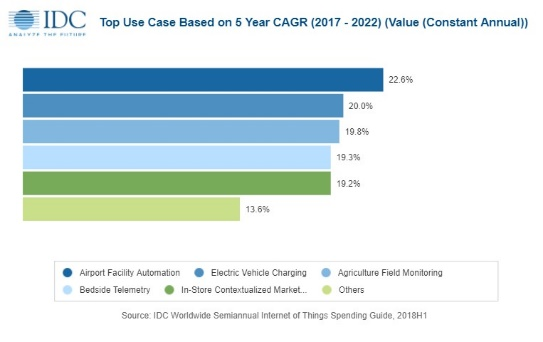 IDC
ANALYZE THE FUTURE
Top Use Case Based on 5 Year CAGR (2017 - 2022) (Value (Constant Annual))
22.6%
20.0%
19.8%
19.3%
19.2%
13.6%
Airport Facility Automation Electric Vehicle Charging Agriculture Field Monitoring
Bedside Telemetry In-Store Contextualized Market... Others
Source: IDC Worldwide Semiannual Internet of Things Spending Guide, 2018H1